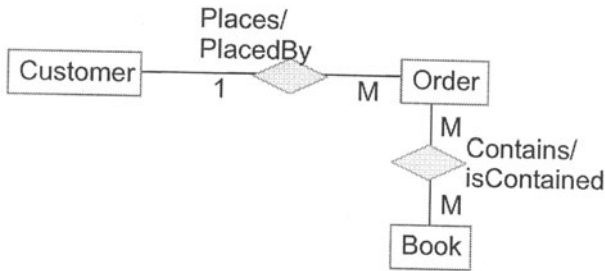 Places/
PlacedBy
Customer
1
M
Order
M
Contains/
isContained
M
Book